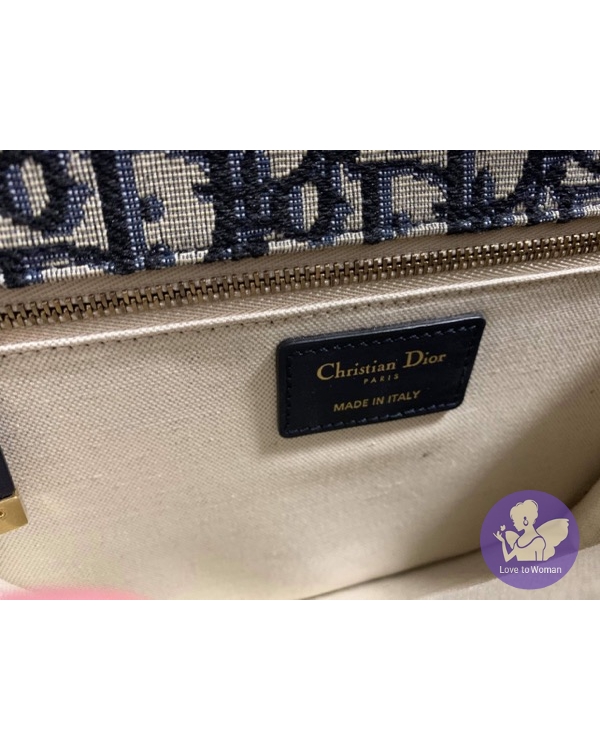 Christian Dior
PARIS
MADE IN ITALY
Love to Woman